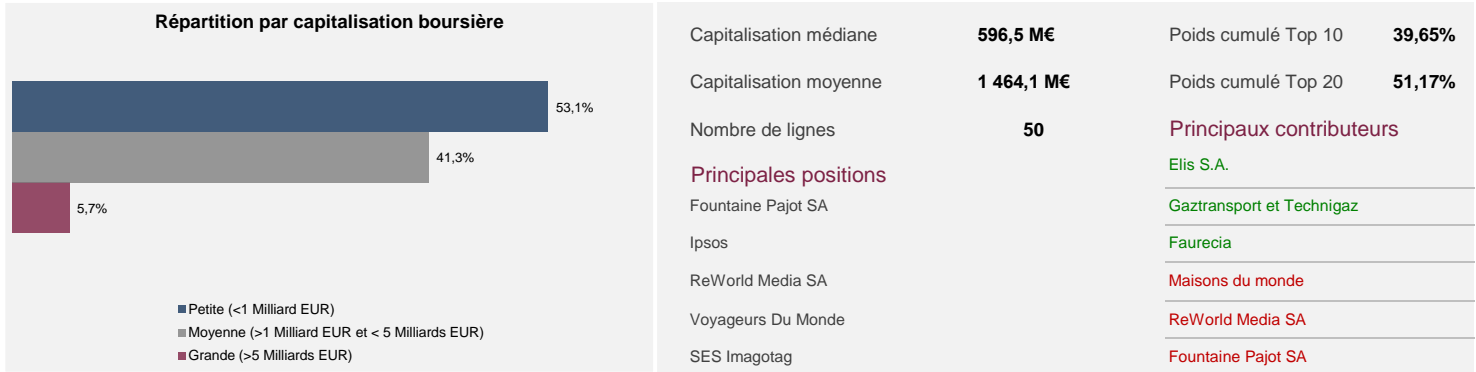 Répartition par capitalisation boursière
53,1%
41,3%
5,7%
Petite (<1 Milliard EUR)
Moyenne (>1 Milliard EUR et < 5 Milliards EUR)
Grande (>5 Milliards EUR)
Capitalisation médiane 596,5 M€
Capitalisation moyenne 1 464,1 M€
Nombre de lignes 50
Principales positions
Fountaine Pajot SA
Ipsos
ReWorld Media SA
Voyageurs Du Monde
SES Imagotag
Poids cumulé Top 10 39,65%
Poids cumulé Top 20 51,17%
Principaux contributeurs
Elis S.A.
Gaztransport et Technigaz
Faurecia
Maisons du monde
ReWorld Media SA
Fountaine Pajot SA